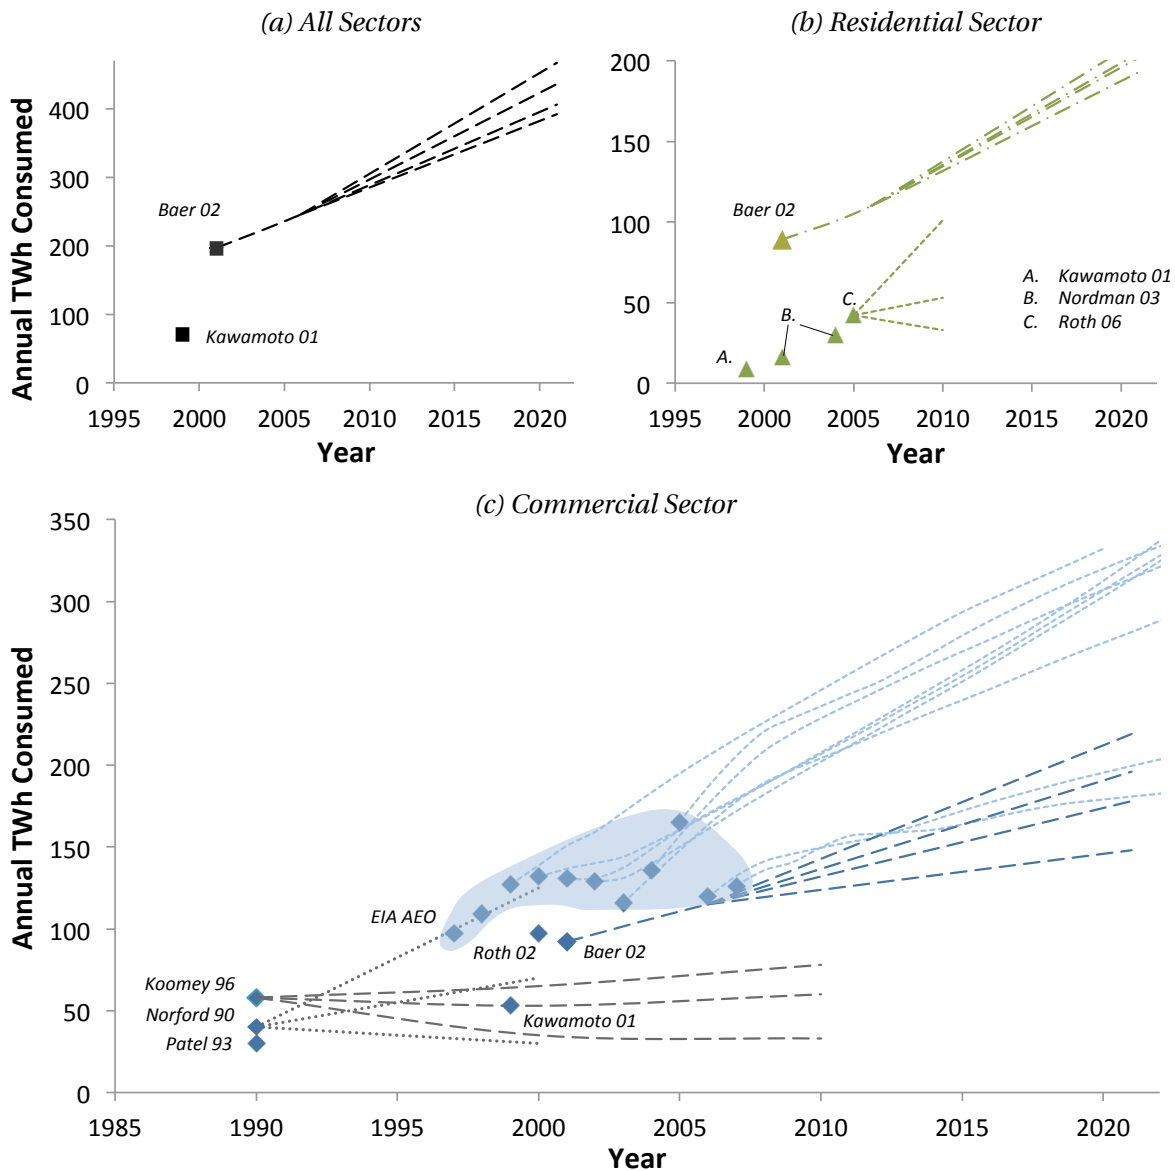 (a) All Sectors
(b) Residential Sector
Annual TWh Consumed
400
300
200
100
0
Baer 02
Kawamoto 01
1995 2000 2005 2010 2015 2020
Year
200
150
100
50
0
Baer 02
A.
B.
C.
A. Kawamoto 01
B. Nordman 03
C. Roth 06
1995 2000 2005 2010 2015 2020
Year
(c) Commercial Sector
Annual TWh Consumed
350
300
250
200
150
100
50
0
EIA AEO
Roth 02
Baer 02
Koomey 96
Norford 90
Patel 93
Kawamoto 01
1985 1990 1995 2000 2005 2010 2015 2020
Year